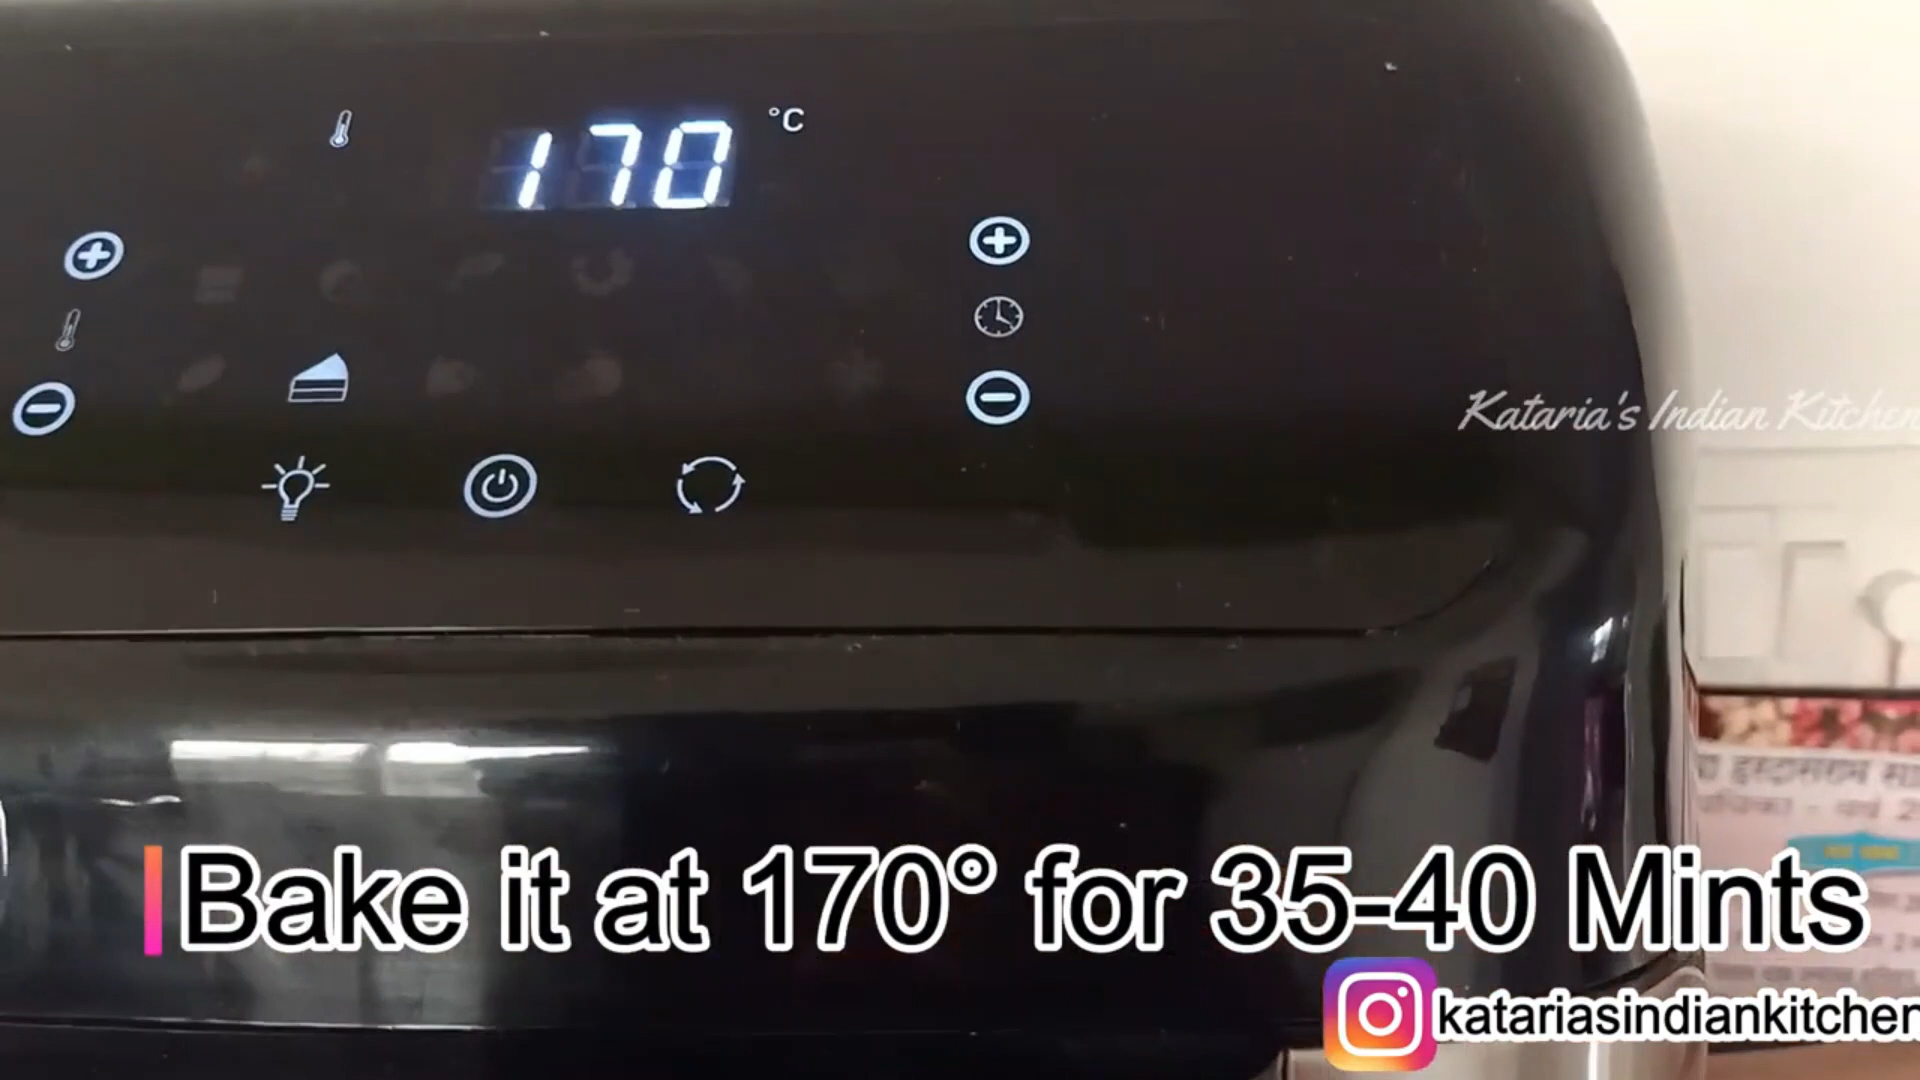 170 °C
Kataria's Indian Kitchen
Bake it at 170° for 35-40 Mints
katariasindiankitchen